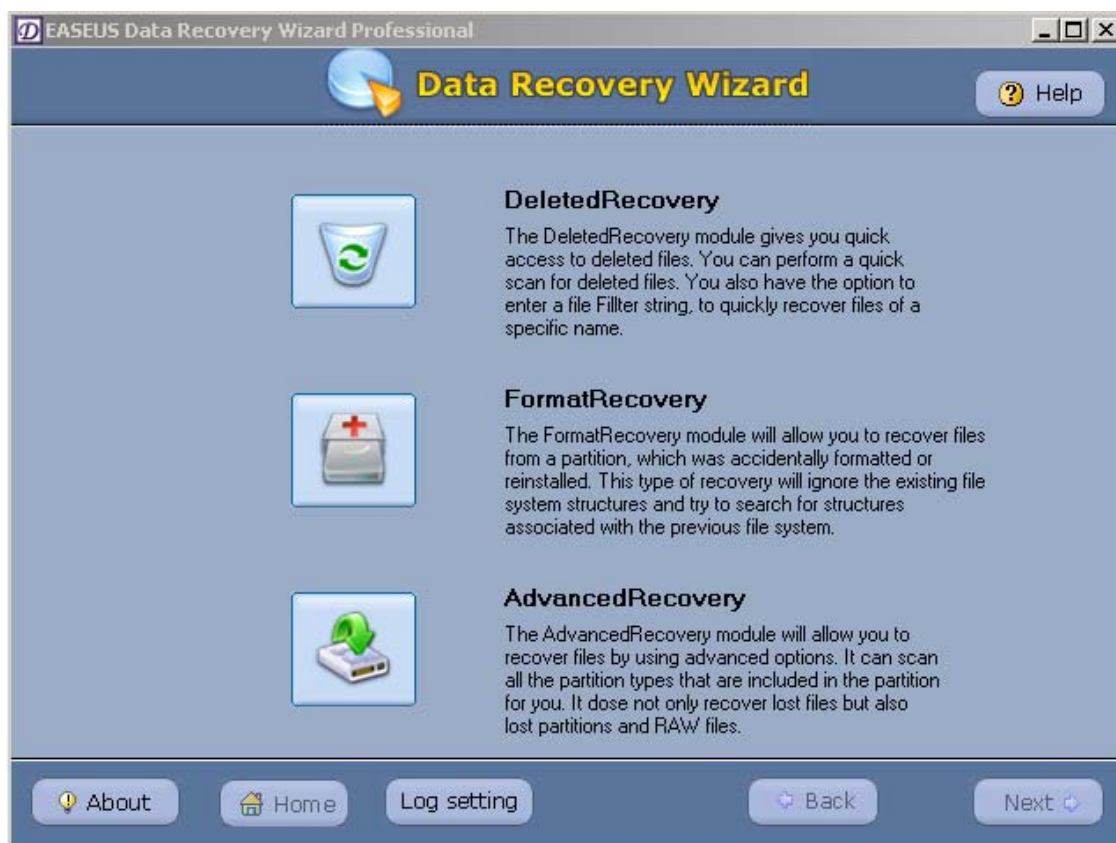 EASEUS Data Recovery Wizard Professional
Data Recovery Wizard
Help
DeletedRecovery
The DeletedRecovery module gives you quick
access to deleted files. You can perform a quick
scan for deleted files. You also have the option to
enter a file Fillter string, to quickly recover files of a
specific name.
FormatRecovery
The FormatRecovery module will allow you to recover files
from a partition, which was accidentally formatted or
reinstalled. This type of recovery will ignore the existing file
system structures and try to search for structures
associated with the previous file system.
AdvancedRecovery
The AdvancedRecovery module will allow you to
recover files by using advanced options. It can scan
all the partition types that are included in the partition
for you. It dose not only recover lost files but also
lost partitions and RAW files.
About
Home
Log setting
Back
Next